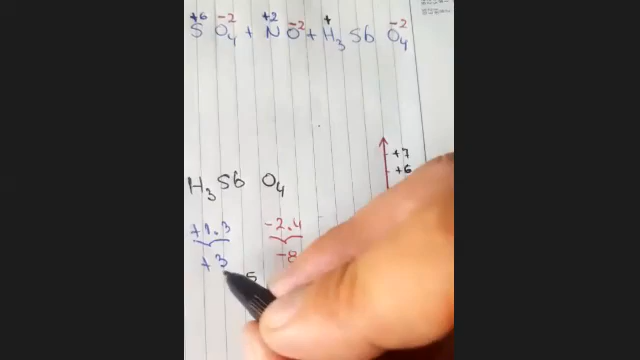 +6 -2 +2 -2 + -2
S O4 + N O + H3 Sb O4
+7
+6
H3 Sb O4
+1.3 -2.4
+3 -8
5